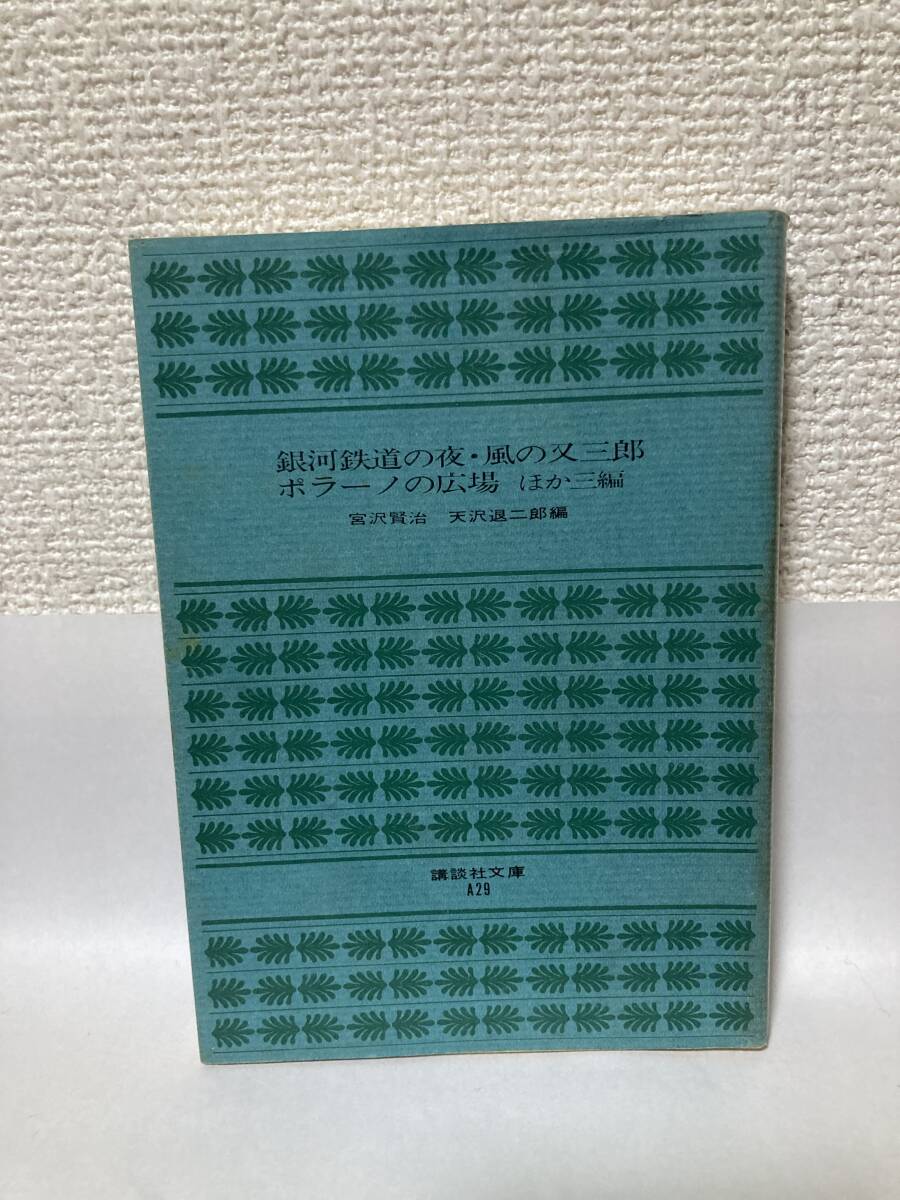 銀河鉄道の夜・風の又三郎
ポラーノの広場 ほか三編
宮沢賢治 天沢退二郎編
講談社文庫
A29